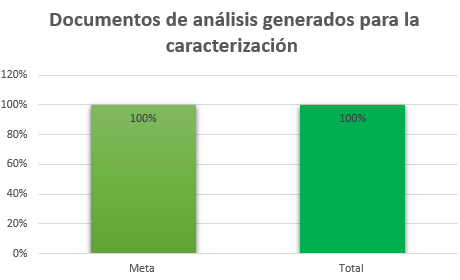 Documentos de análisis generados para la
caracterización
120%
100%
80%
60%
40%
20%
0%
100%
100%
Meta
Total